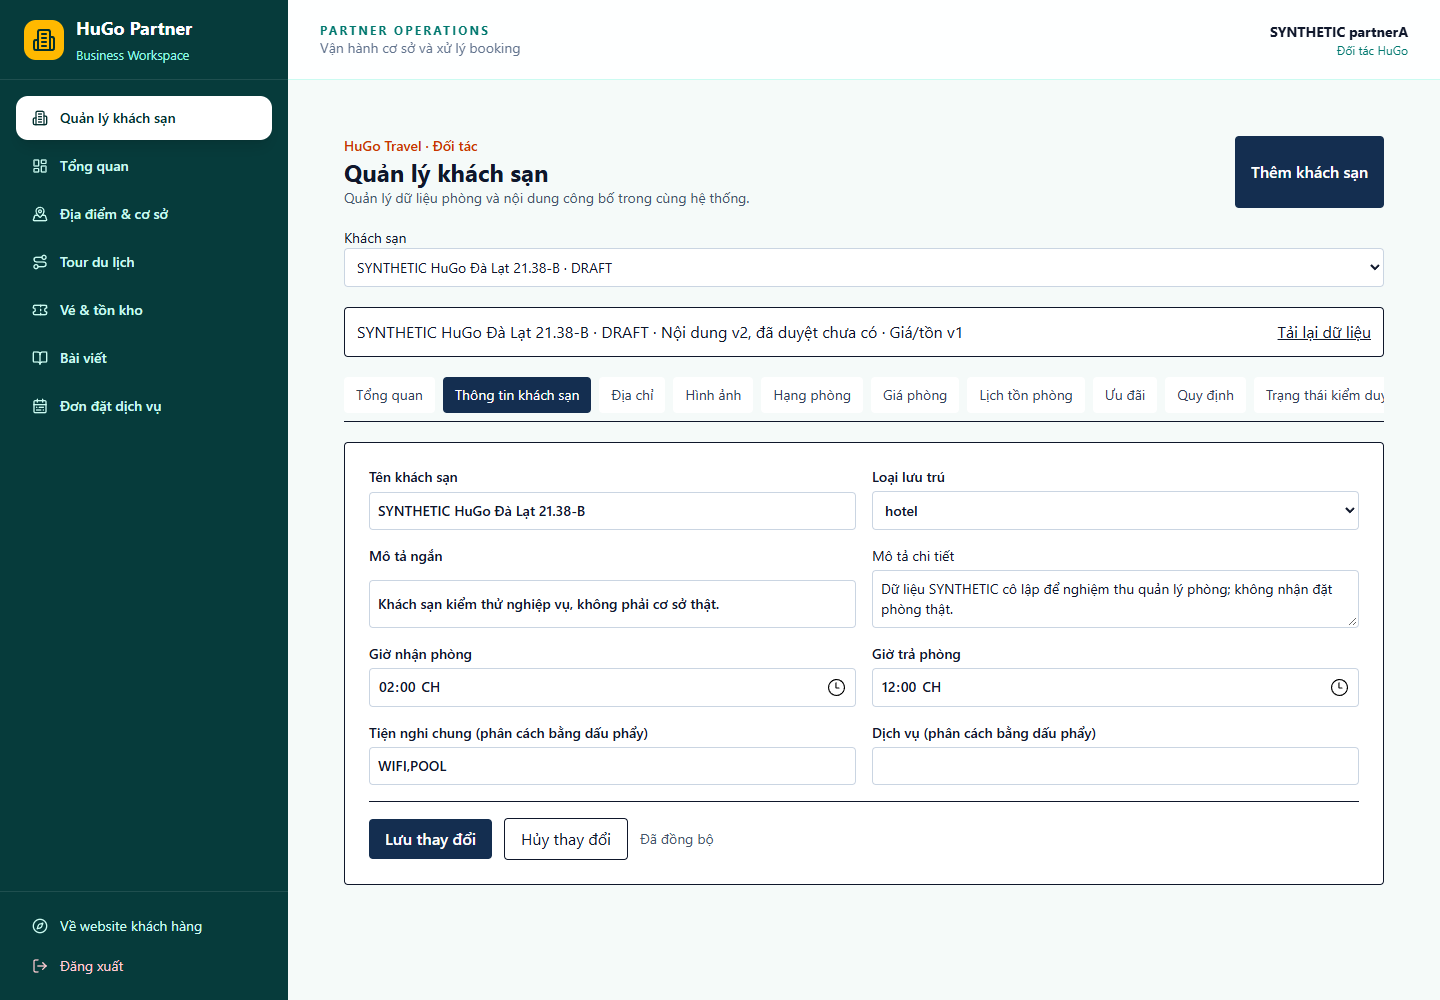 HuGo Partner
Business Workspace
Quản lý khách sạn
Tổng quan
Địa điểm & cơ sở
Tour du lịch
Vé & tồn kho
Bài viết
Đơn đặt dịch vụ
Về website khách hàng
Đăng xuất
PARTNER OPERATIONS
Vận hành cơ sở và xử lý booking
SYNTHETIC partnerA
Đối tác HuGo
HuGo Travel · Đối tác
Quản lý khách sạn
Quản lý dữ liệu phòng và nội dung công bố trong cùng hệ thống.
Thêm khách sạn
Khách sạn
SYNTHETIC HuGo Đà Lạt 21.38-B · DRAFT
SYNTHETIC HuGo Đà Lạt 21.38-B · DRAFT · Nội dung v2, đã duyệt chưa có · Giá/tồn v1
Tải lại dữ liệu
Tổng quan
Thông tin khách sạn
Địa chỉ
Hình ảnh
Hạng phòng
Giá phòng
Lịch tồn phòng
Ưu đãi
Quy định
Trạng thái kiểm duy
Tên khách sạn
SYNTHETIC HuGo Đà Lạt 21.38-B
Loại lưu trú
hotel
Mô tả ngắn
Khách sạn kiểm thử nghiệp vụ, không phải cơ sở thật.
Mô tả chi tiết
Dữ liệu SYNTHETIC cô lập để nghiệm thu quản lý phòng; không nhận đặt
phòng thật.
Giờ nhận phòng
02:00 CH
Giờ trả phòng
12:00 CH
Tiện nghi chung (phân cách bằng dấu phẩy)
WIFI,POOL
Dịch vụ (phân cách bằng dấu phẩy)
Lưu thay đổi
Hủy thay đổi
Đã đồng bộ